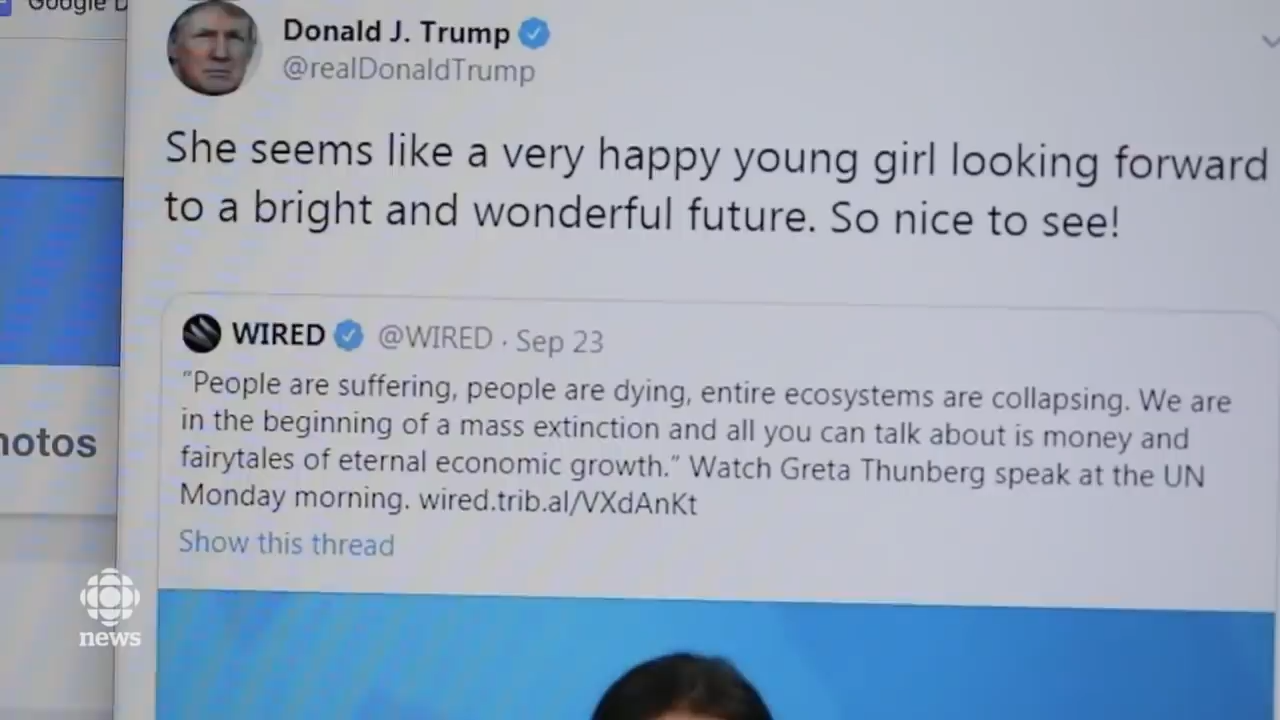 Google D
Donald J. Trump
@realDonaldTrump
She seems like a very happy young girl looking forward
to a bright and wonderful future. So nice to see!
WIRED @WIRED · Sep 23
"People are suffering, people are dying, entire ecosystems are collapsing. We are
in the beginning of a mass extinction and all you can talk about is money and
fairytales of eternal economic growth." Watch Greta Thunberg speak at the UN
Monday morning. wired.trib.al/VXdAnKt
Show this thread
hotos
news